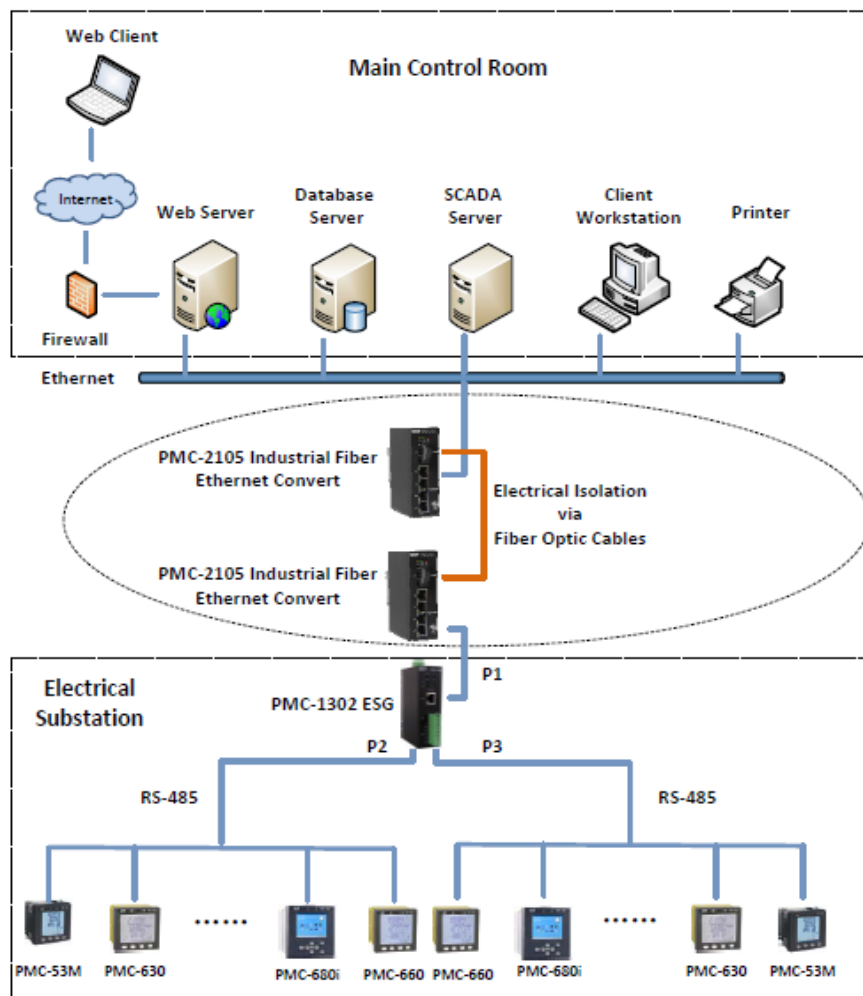 Web Client
Main Control Room
Internet
Web Server
Database
Server
SCADA
Server
Client
Workstation
Printer
Firewall
Ethernet
PMC-2105 Industrial Fiber
Ethernet Convert
Electrical Isolation
via
Fiber Optic Cables
PMC-2105 Industrial Fiber
Ethernet Convert
P1
Electrical
Substation
PMC-1302 ESG
P2
P3
RS-485
RS-485
......
......
PMC-53M
PMC-630
PMC-680i
PMC-660
PMC-660
PMC-680i
PMC-630
PMC-53M